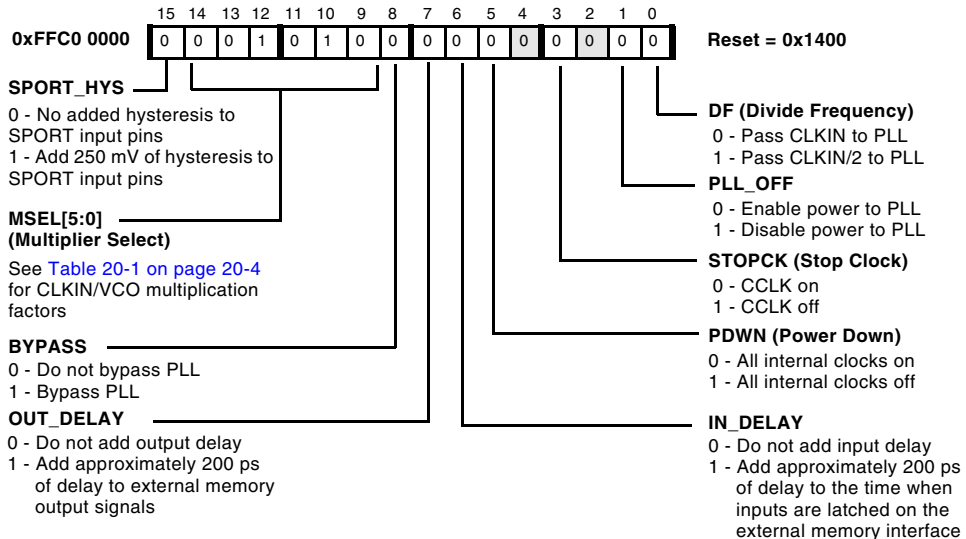 15 14 13 12 11 10 9 8 7 6 5 4 3 2 1 0
0xFFC0 0000 0 0 0 1 0 1 0 0 0 0 0 0 0 0 0 0 Reset = 0x1400
SPORT_HYS
0 - No added hysteresis to
SPORT input pins
1 - Add 250 mV of hysteresis to
SPORT input pins
MSEL[5:0]
(Multiplier Select)
See Table 20-1 on page 20-4
for CLKIN/VCO multiplication
factors
BYPASS
0 - Do not bypass PLL
1 - Bypass PLL
OUT_DELAY
0 - Do not add output delay
1 - Add approximately 200 ps
of delay to external memory
output signals
DF (Divide Frequency)
0 - Pass CLKIN to PLL
1 - Pass CLKIN/2 to PLL
PLL_OFF
0 - Enable power to PLL
1 - Disable power to PLL
STOPCK (Stop Clock)
0 - CCLK on
1 - CCLK off
PDWN (Power Down)
0 - All internal clocks on
1 - All internal clocks off
IN_DELAY
0 - Do not add input delay
1 - Add approximately 200 ps
of delay to the time when
inputs are latched on the
external memory interface